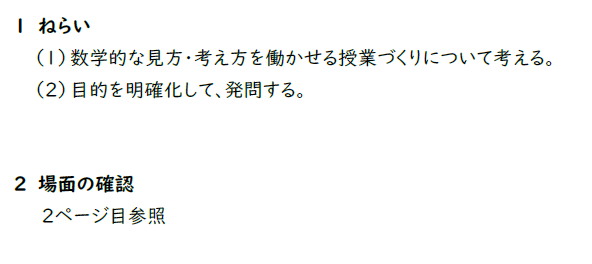 1 ねらい
（1）数学的な見方・考え方を働かせる授業づくりについて考える。
（2）目的を明確化して、発問する。
2 場面の確認
2ページ目参照